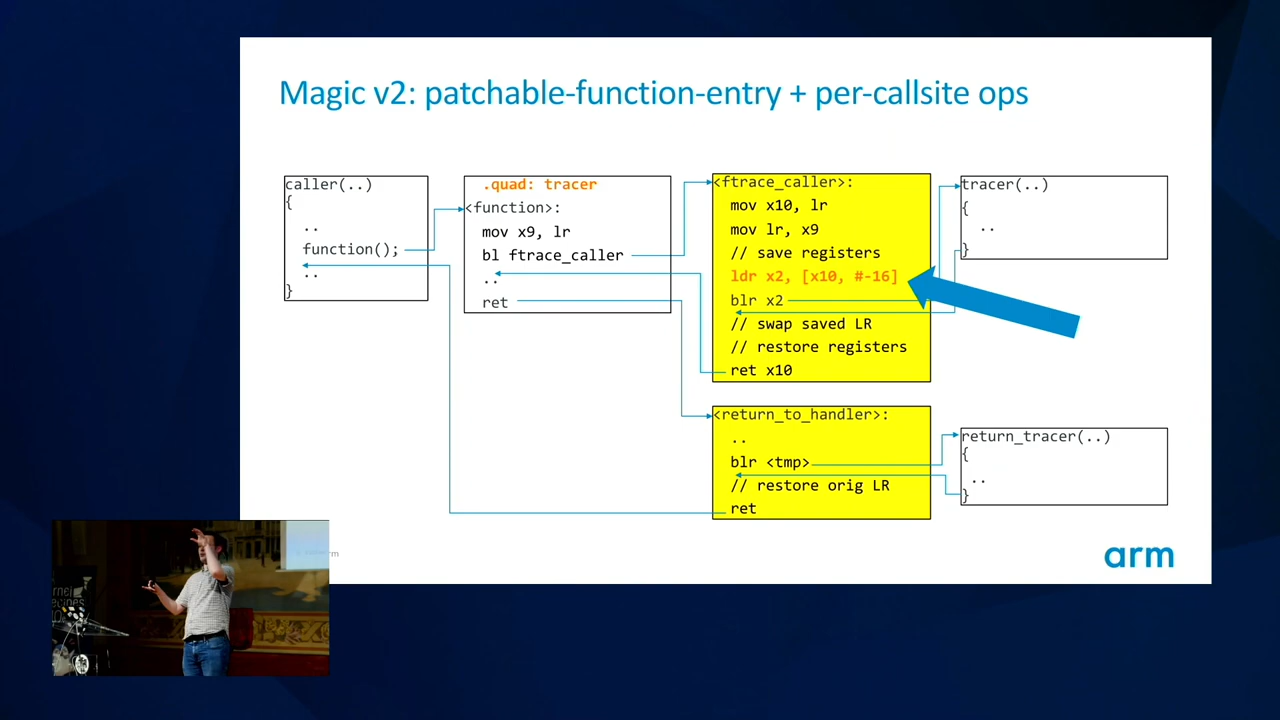 Magic v2: patchable-function-entry + per-callsite ops
caller(..)
{
..
function();
..
}
.quad: tracer
<function>:
mov x9, lr
bl ftrace_caller
..
ret
<ftrace_caller>:
mov x10, lr
mov lr, x9
// save registers
ldr x2, [x10, #-16]
blr x2
// swap saved LR
// restore registers
ret x10
tracer(..)
{
..
}
<return_to_handler>:
..
blr <tmp>
// restore orig LR
ret
return_tracer(..)
{
..
}
arm